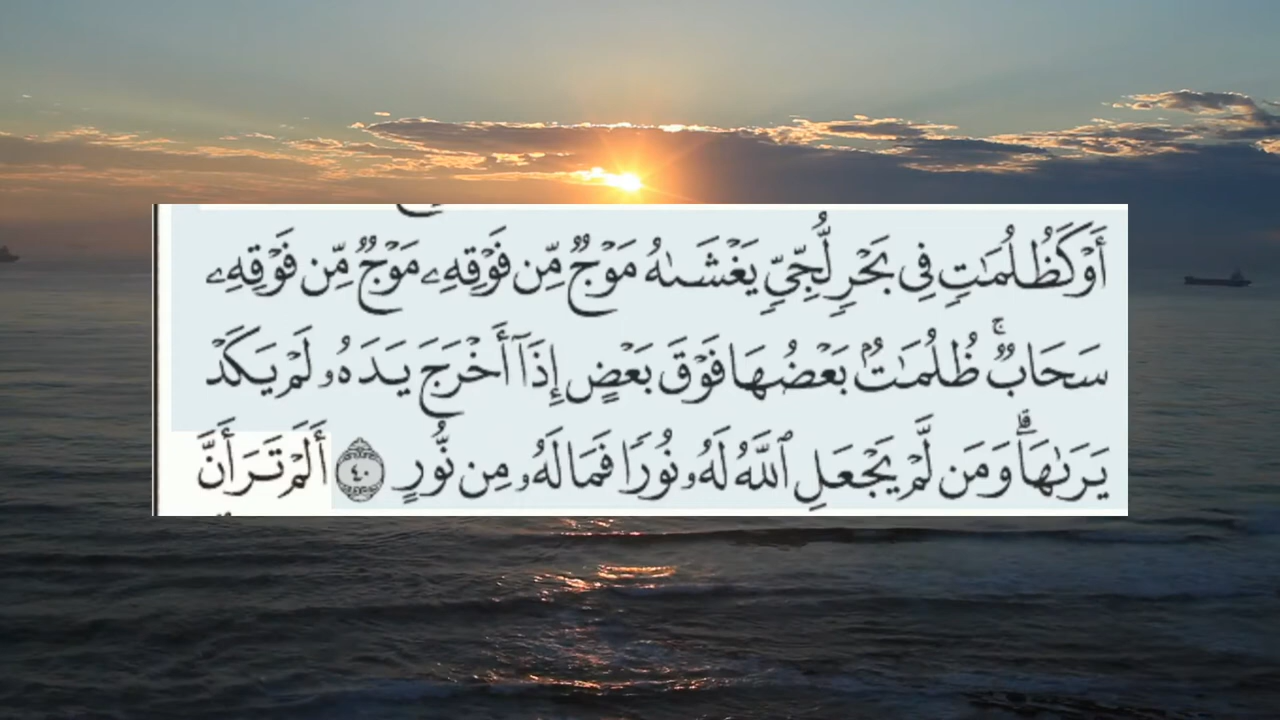 أَوْ كَظُلُمَٰتٍ فِى بَحْرٍ لُّجِّىٍّ يَغْشَىٰهُ مَوْجٌ مِّن فَوْقِهِۦ مَوْجٌ مِّن فَوْقِهِۦ
سَحَابٌ ۚ ظُلُمَٰتٌۢ بَعْضُهَا فَوْقَ بَعْضٍ إِذَآ أَخْرَجَ يَدَهُۥ لَمْ يَكَدْ
يَرَىٰهَا ۗ وَمَن لَّمْ يَجْعَلِ ٱللَّهُ لَهُۥ نُورًا فَمَا لَهُۥ مِن نُّورٍ ٤٠ أَلَمْ تَرَ أَنَّ